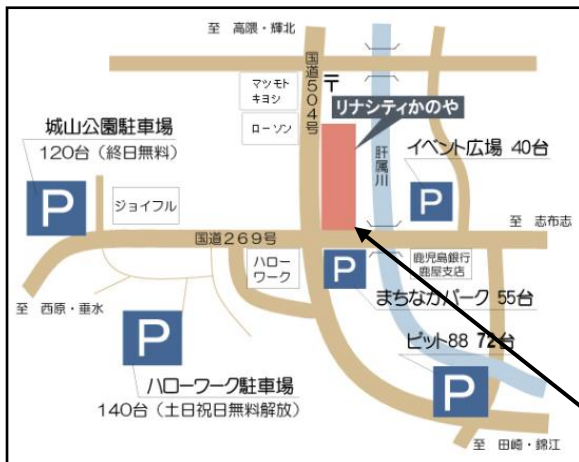 至 高隈・輝北
国道504号
マツモト
キヨシ
〒
リナシティかのや
ローソン
城山公園駐車場
120台（終日無料）
P
ジョイフル
肝属川
イベント広場 40台
P
至 志布志
国道269号
ハロー
ワーク
P
鹿児島銀行
鹿屋支店
まちなかパーク 55台
至 西原・垂水
P
ハローワーク駐車場
140台（土日祝日無料解放）
ピット88 72台
P
至 田崎・錦江